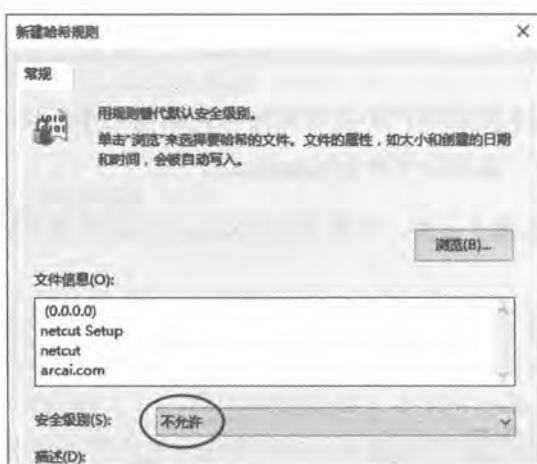 新建哈希规则
常规
用规则替代默认安全级别。
单击“浏览”来选择要哈希的文件。文件的属性，如大小和创建的日期
和时间，会被自动写入。
浏览(B)...
文件信息(O):
(0.0.0.0)
netcut Setup
netcut
arcai.com
安全级别(S):
不允许
描述(D):